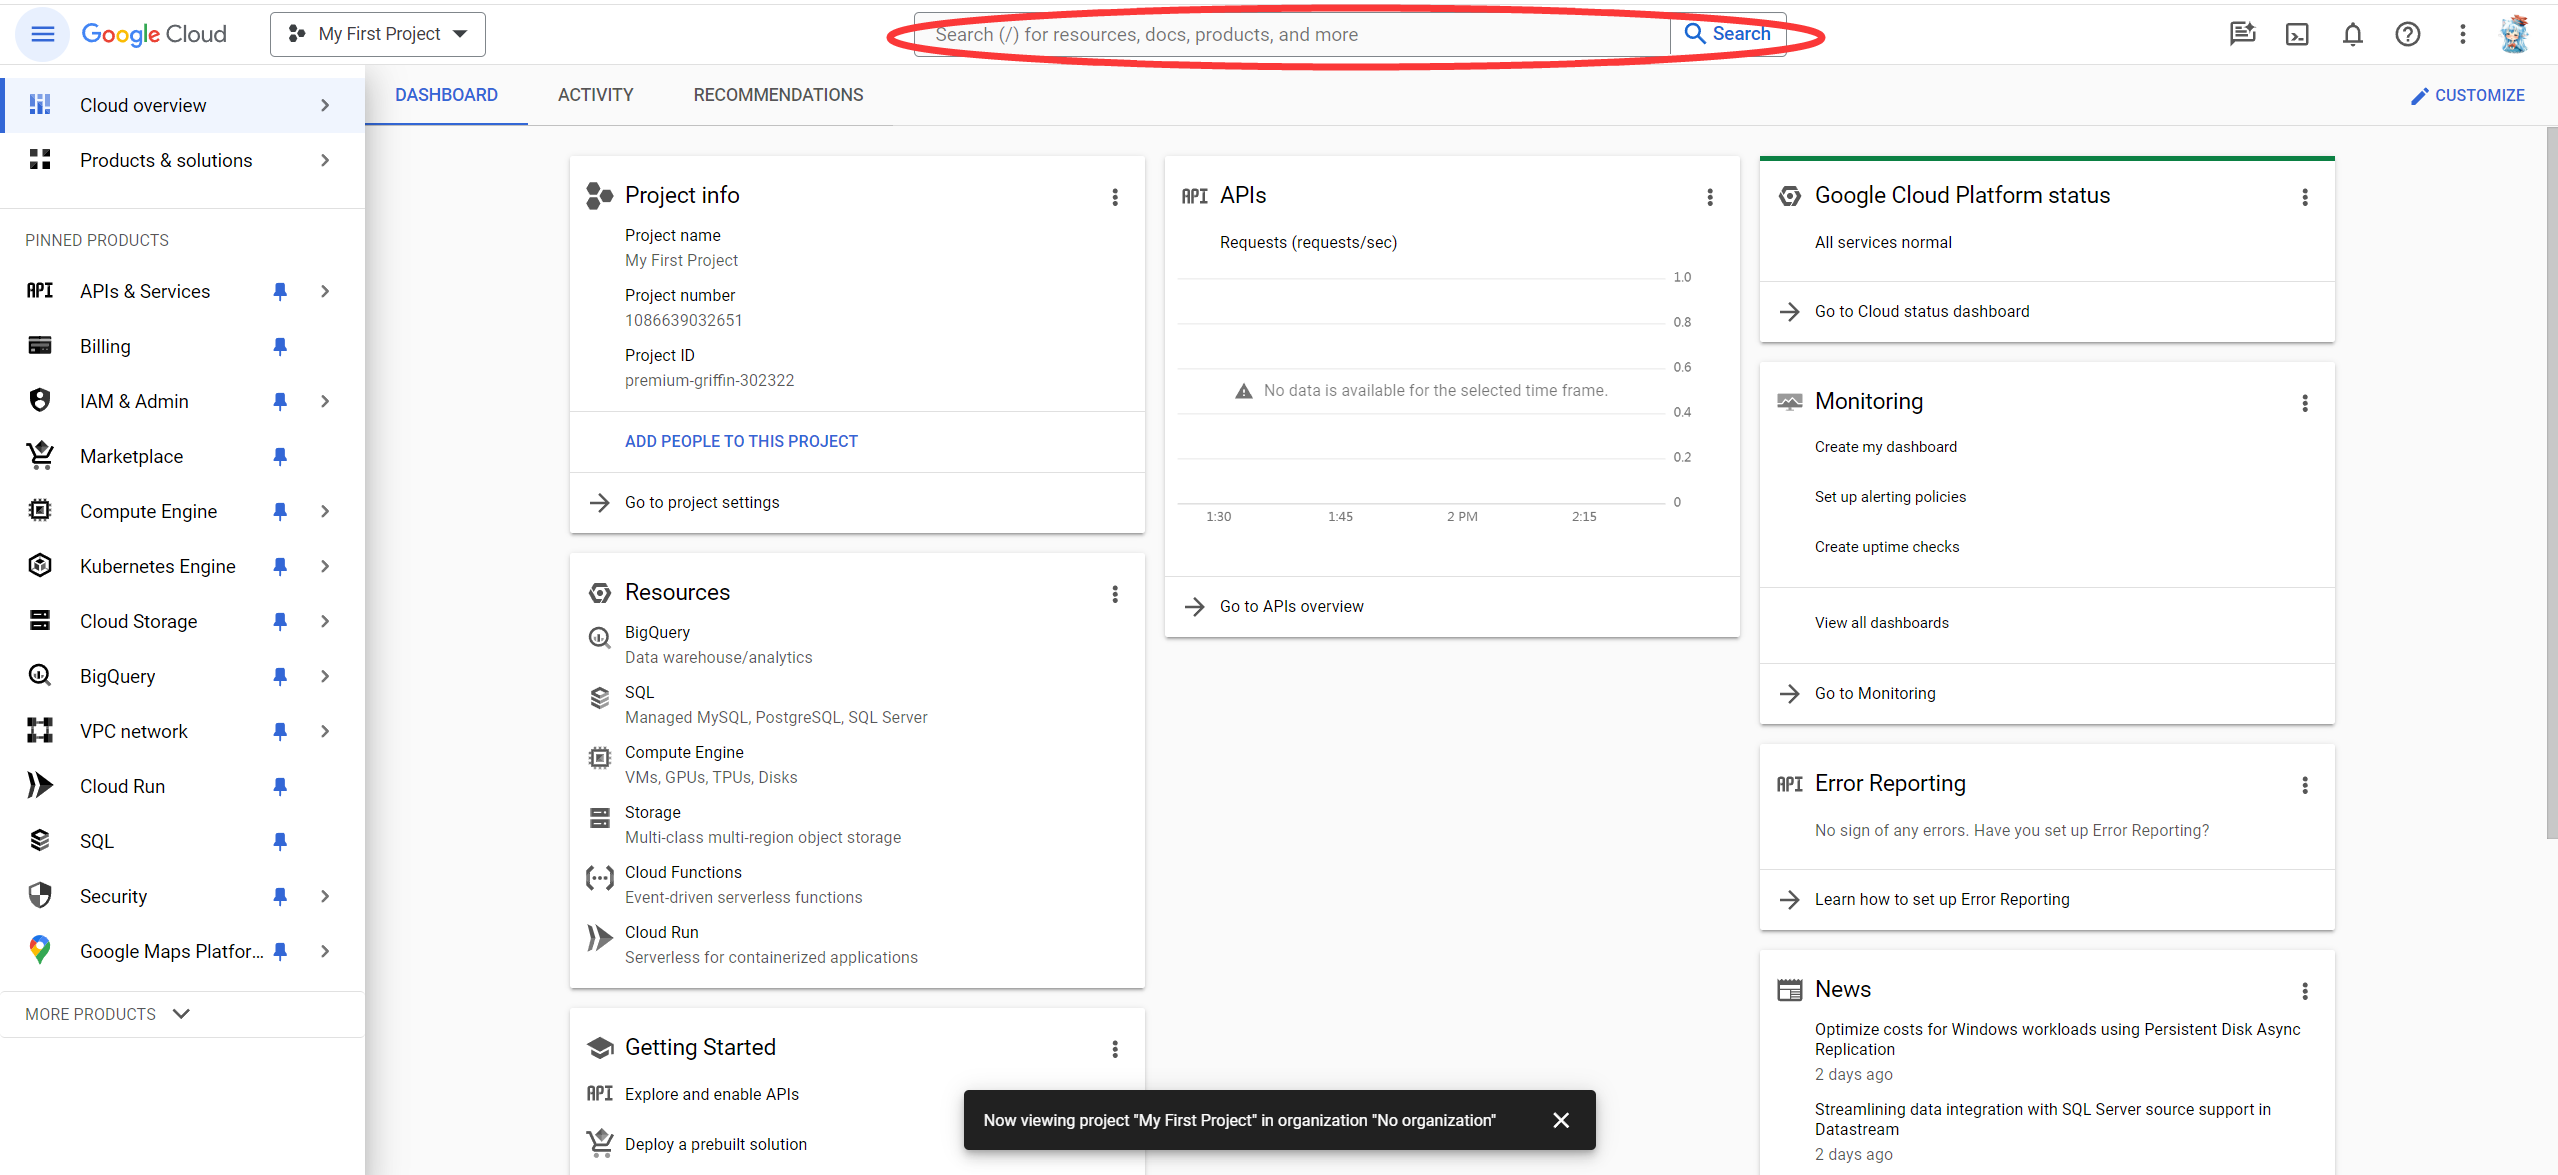 Google Cloud
My First Project
Search (/) for resources, docs, products, and more
Search
Cloud overview
Products & solutions
PINNED PRODUCTS
API
APIs & Services
Billing
IAM & Admin
Marketplace
Compute Engine
Kubernetes Engine
Cloud Storage
BigQuery
VPC network
Cloud Run
SQL
Security
Google Maps Platfor...
MORE PRODUCTS
DASHBOARD
ACTIVITY
RECOMMENDATIONS
CUSTOMIZE
Project info
Project name
My First Project
Project number
1086639032651
Project ID
premium-griffin-302322
ADD PEOPLE TO THIS PROJECT
Go to project settings
Resources
BigQuery
Data warehouse/analytics
SQL
Managed MySQL, PostgreSQL, SQL Server
Compute Engine
VMs, GPUs, TPUs, Disks
Storage
Multi-class multi-region object storage
Cloud Functions
Event-driven serverless functions
Cloud Run
Serverless for containerized applications
Getting Started
API
Explore and enable APIs
Deploy a prebuilt solution
API
APIs
Requests (requests/sec)
1.0
0.8
0.6
No data is available for the selected time frame.
0.4
0.2
0
1:30
1:45
2 PM
2:15
Go to APIs overview
Google Cloud Platform status
All services normal
Go to Cloud status dashboard
Monitoring
Create my dashboard
Set up alerting policies
Create uptime checks
View all dashboards
Go to Monitoring
API
Error Reporting
No sign of any errors. Have you set up Error Reporting?
Learn how to set up Error Reporting
News
Optimize costs for Windows workloads using Persistent Disk Async
Replication
2 days ago
Streamlining data integration with SQL Server source support in
Datastream
2 days ago
Now viewing project "My First Project" in organization "No organization"